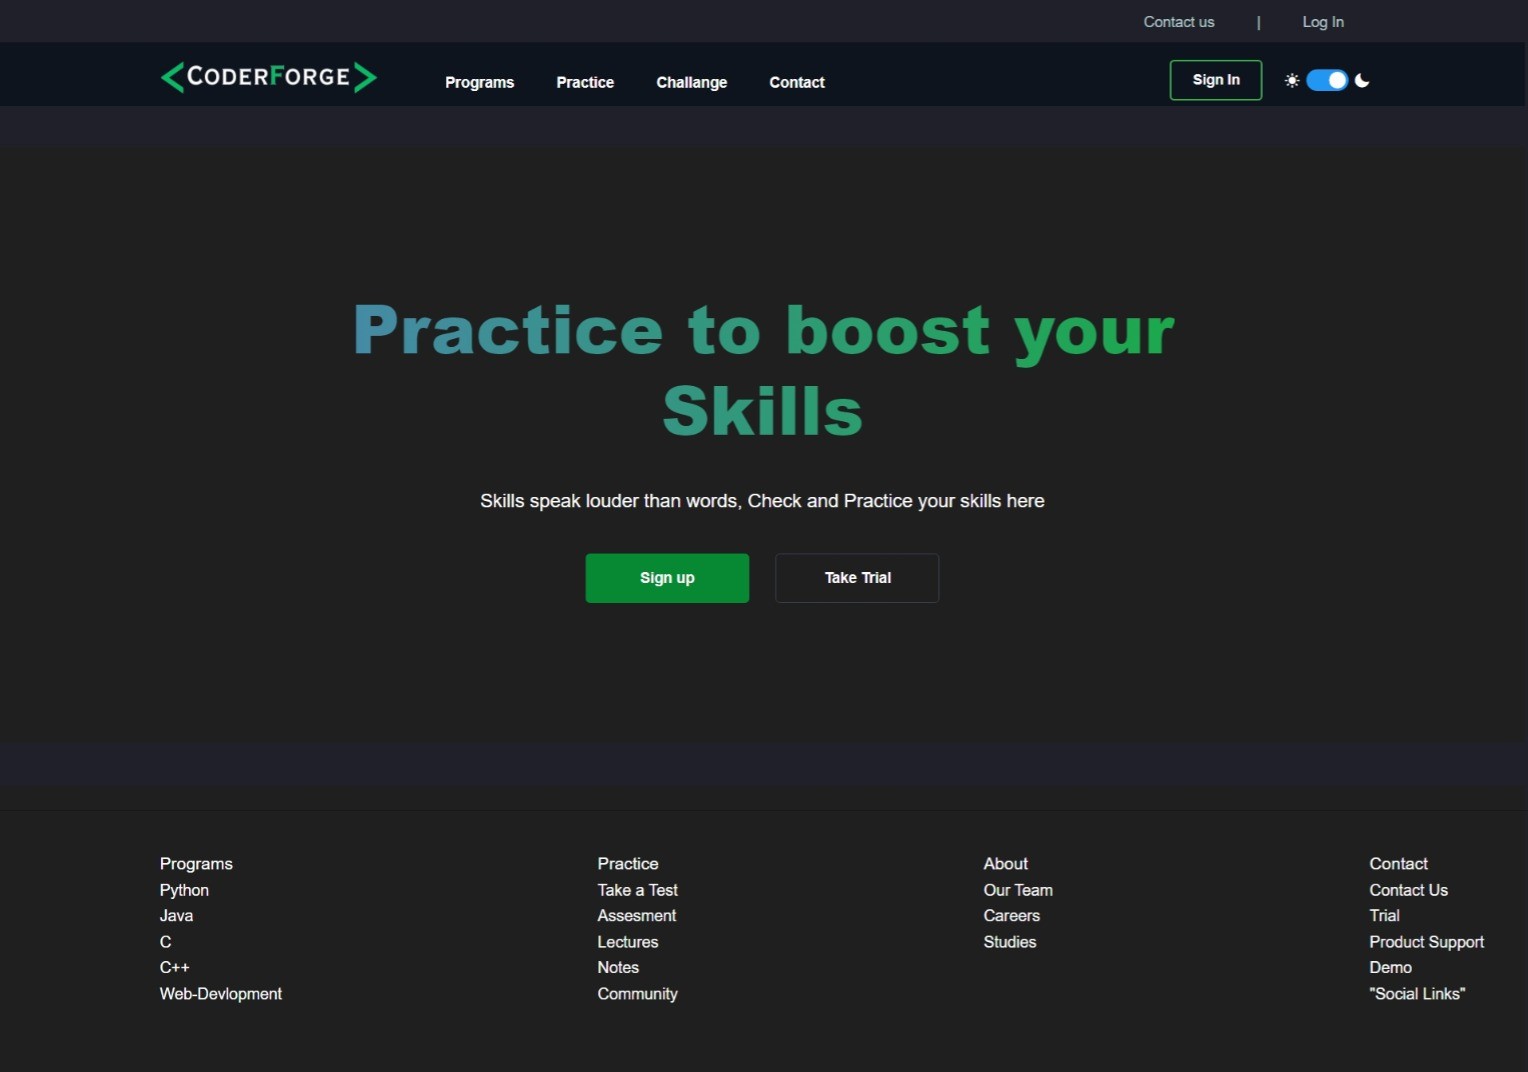 Contact us | Log In
<CODERFORGE> Programs Practice Challange Contact Sign In
Practice to boost your
Skills
Skills speak louder than words, Check and Practice your skills here
Sign up Take Trial
Programs
Python
Java
C
C++
Web-Devlopment
Practice
Take a Test
Assesment
Lectures
Notes
Community
About
Our Team
Careers
Studies
Contact
Contact Us
Trial
Product Support
Demo
"Social Links"